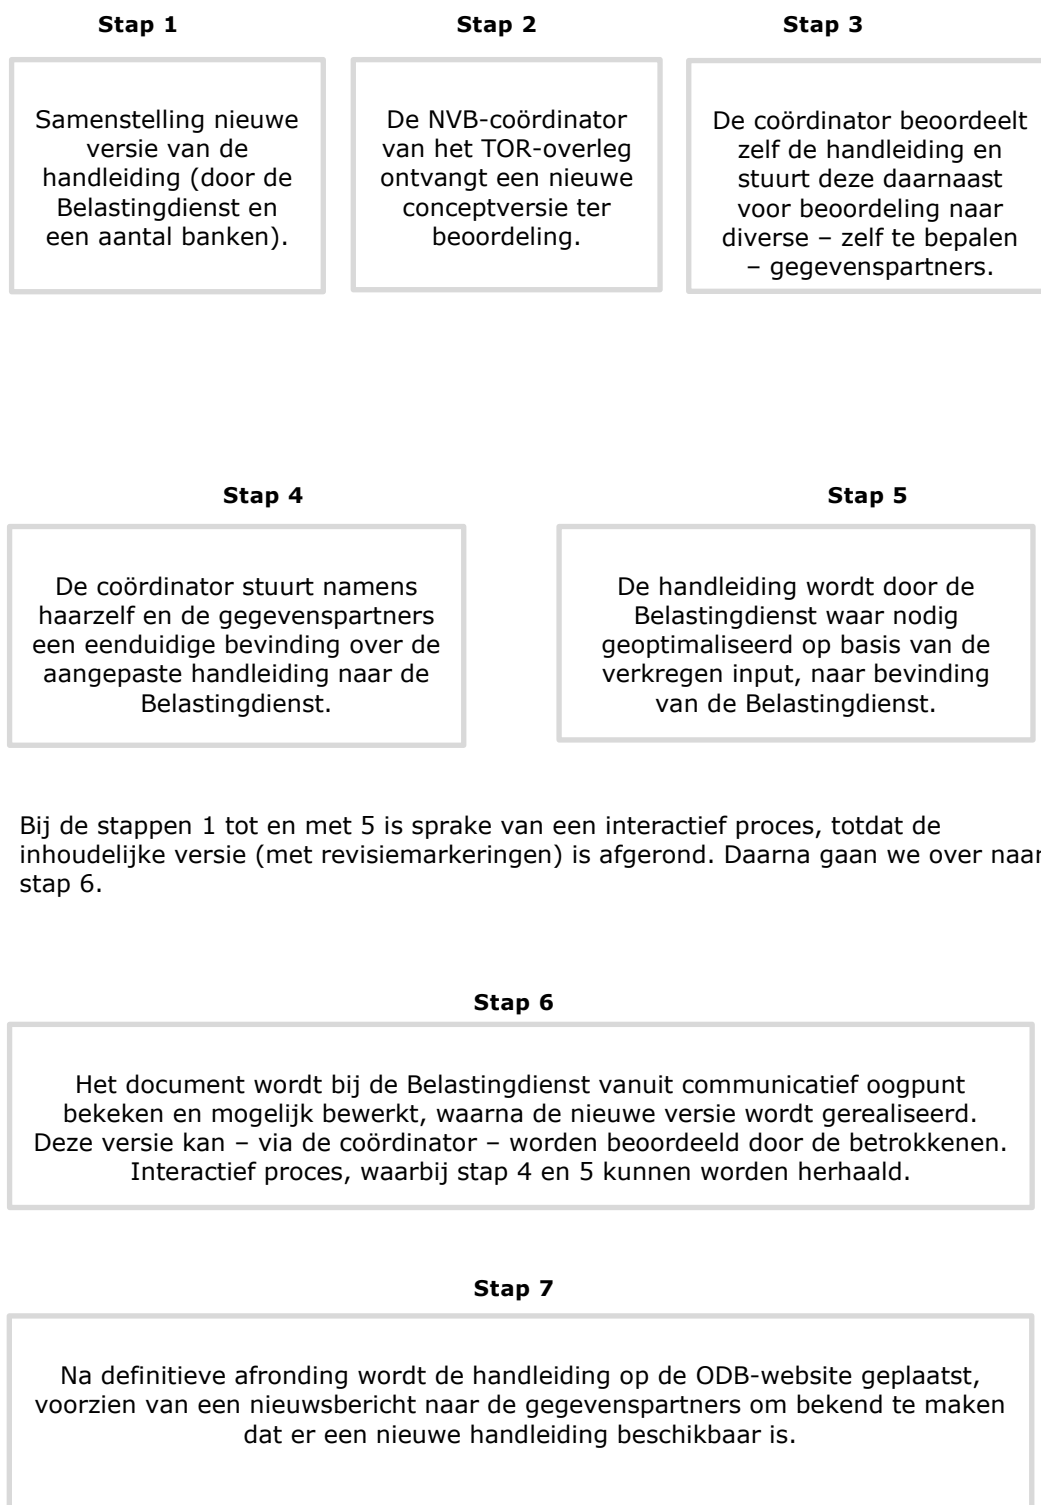 Stap 1
Samenstelling nieuwe
versie van de
handleiding (door de
Belastingdienst en
een aantal banken).
Stap 2
De NVB-coördinator
van het TOR-overleg
ontvangt een nieuwe
conceptversie ter
beoordeling.
Stap 3
De coördinator beoordeelt
zelf de handleiding en
stuurt deze daarnaast
voor beoordeling naar
diverse – zelf te bepalen
– gegevenspartners.
Stap 4
De coördinator stuurt namens
haarzelf en de gegevenspartners
een eenduidige bevinding over de
aangepaste handleiding naar de
Belastingdienst.
Stap 5
De handleiding wordt door de
Belastingdienst waar nodig
geoptimaliseerd op basis van de
verkregen input, naar bevinding
van de Belastingdienst.
Bij de stappen 1 tot en met 5 is sprake van een interactief proces, totdat de
inhoudelijke versie (met revisiemarkeringen) is afgerond. Daarna gaan we over naar
stap 6.
Stap 6
Het document wordt bij de Belastingdienst vanuit communicatief oogpunt
bekeken en mogelijk bewerkt, waarna de nieuwe versie wordt gerealiseerd.
Deze versie kan – via de coördinator – worden beoordeeld door de betrokkenen.
Interactief proces, waarbij stap 4 en 5 kunnen worden herhaald.
Stap 7
Na definitieve afronding wordt de handleiding op de ODB-website geplaatst,
voorzien van een nieuwsbericht naar de gegevenspartners om bekend te maken
dat er een nieuwe handleiding beschikbaar is.